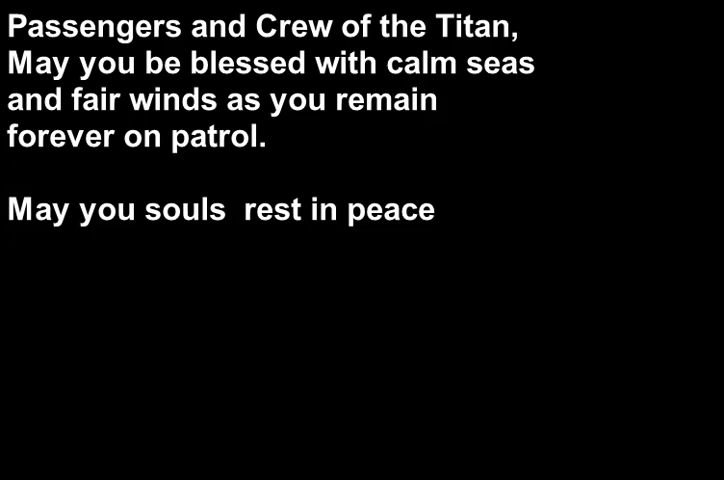 Passengers and Crew of the Titan,
May you be blessed with calm seas
and fair winds as you remain
forever on patrol.
May you souls  rest in peace